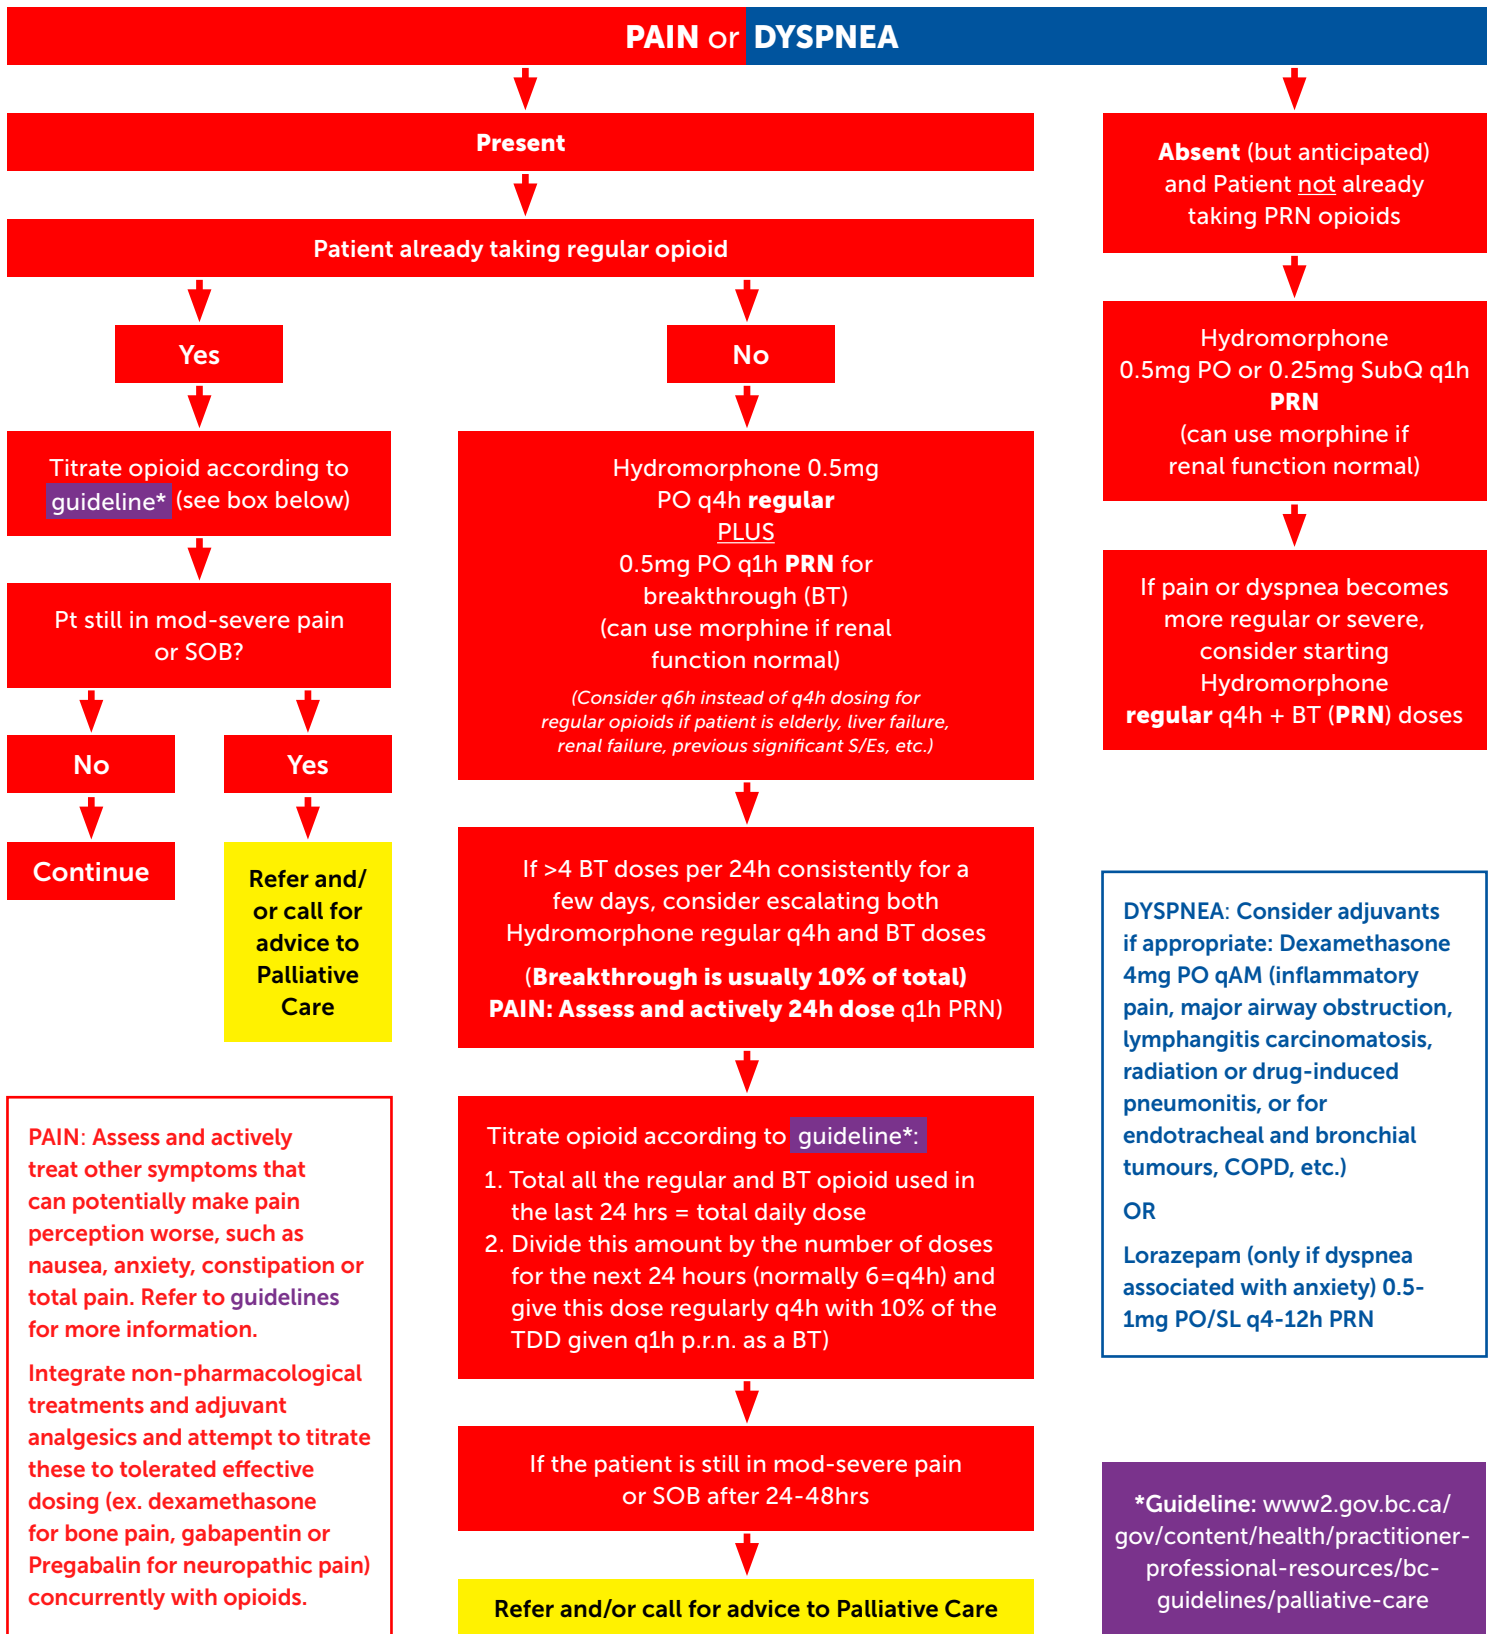 PAIN or DYSPNEA
Present
Patient already taking regular opioid
Yes
Titrate opioid according to
guideline* (see box below)
Pt still in mod-severe pain
or SOB?
No
Continue
Yes
Refer and/
or call for
advice to
Palliative
Care
No
Hydromorphone 0.5mg
PO q4h regular
PLUS
0.5mg PO q1h PRN for
breakthrough (BT)
(can use morphine if renal
function normal)
(Consider q6h instead of q4h dosing for
regular opioids if patient is elderly, liver failure,
renal failure, previous significant S/Es, etc.)
If >4 BT doses per 24h consistently for a
few days, consider escalating both
Hydromorphone regular q4h and BT doses
(Breakthrough is usually 10% of total)
PAIN: Assess and actively 24h dose q1h PRN)
Titrate opioid according to guideline*:
1. Total all the regular and BT opioid used in
the last 24 hrs = total daily dose
2. Divide this amount by the number of doses
for the next 24 hours (normally 6=q4h) and
give this dose regularly q4h with 10% of the
TDD given q1h p.r.n. as a BT)
If the patient is still in mod-severe pain
or SOB after 24-48hrs
Refer and/or call for advice to Palliative Care
Absent (but anticipated)
and Patient not already
taking PRN opioids
Hydromorphone
0.5mg PO or 0.25mg SubQ q1h
PRN
(can use morphine if
renal function normal)
If pain or dyspnea becomes
more regular or severe,
consider starting
Hydromorphone
regular q4h + BT (PRN) doses
PAIN: Assess and actively
treat other symptoms that
can potentially make pain
perception worse, such as
nausea, anxiety, constipation or
total pain. Refer to guidelines
for more information.
Integrate non-pharmacological
treatments and adjuvant
analgesics and attempt to titrate
these to tolerated effective
dosing (ex. dexamethasone
for bone pain, gabapentin or
Pregabalin for neuropathic pain)
concurrently with opioids.
DYSPNEA: Consider adjuvants
if appropriate: Dexamethasone
4mg PO qAM (inflammatory
pain, major airway obstruction,
lymphangitis carcinomatosis,
radiation or drug-induced
pneumonitis, or for
endotracheal and bronchial
tumours, COPD, etc.)
OR
Lorazepam (only if dyspnea
associated with anxiety) 0.5-
1mg PO/SL q4-12h PRN
*Guideline: www2.gov.bc.ca/
gov/content/health/practitioner-
professional-resources/bc-
guidelines/palliative-care